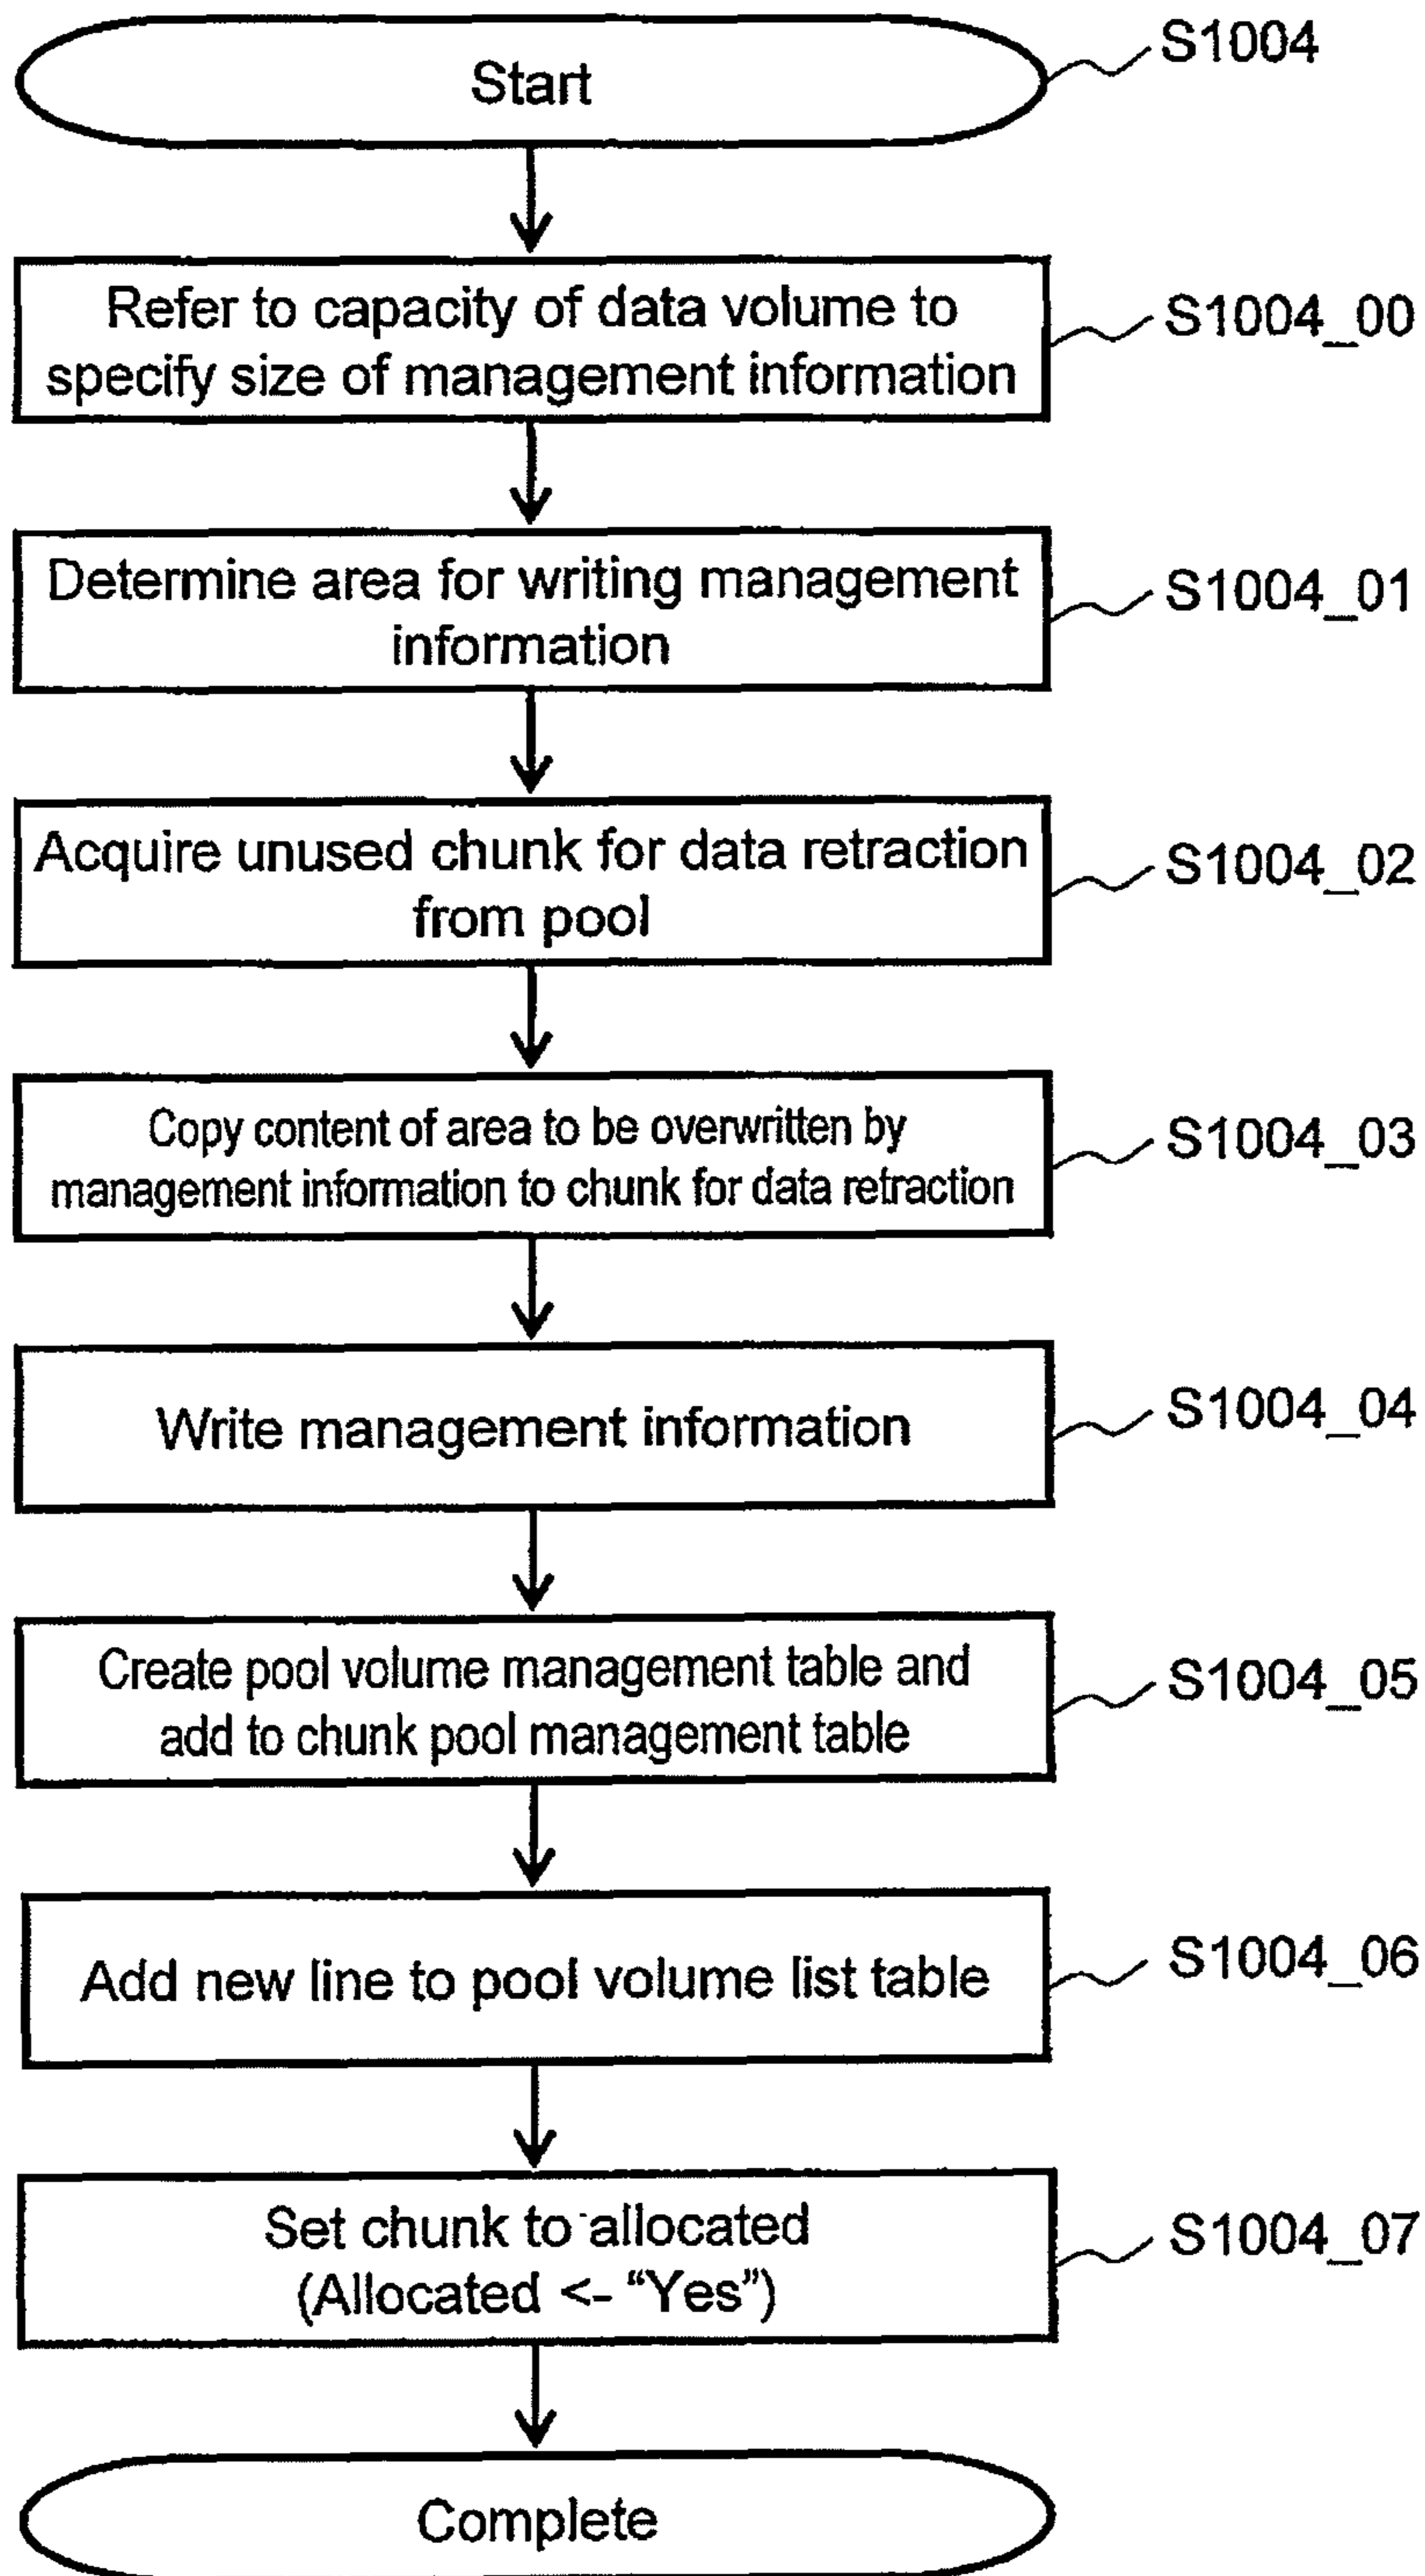 Start
S1004
Refer to capacity of data volume to
specify size of management information
S1004_00
Determine area for writing management
information
S1004_01
Acquire unused chunk for data retraction
from pool
S1004_02
Copy content of area to be overwritten by
management information to chunk for data retraction
S1004_03
Write management information
S1004_04
Create pool volume management table and
add to chunk pool management table
S1004_05
Add new line to pool volume list table
S1004_06
Set chunk to allocated
(Allocated <- “Yes”)
S1004_07
Complete